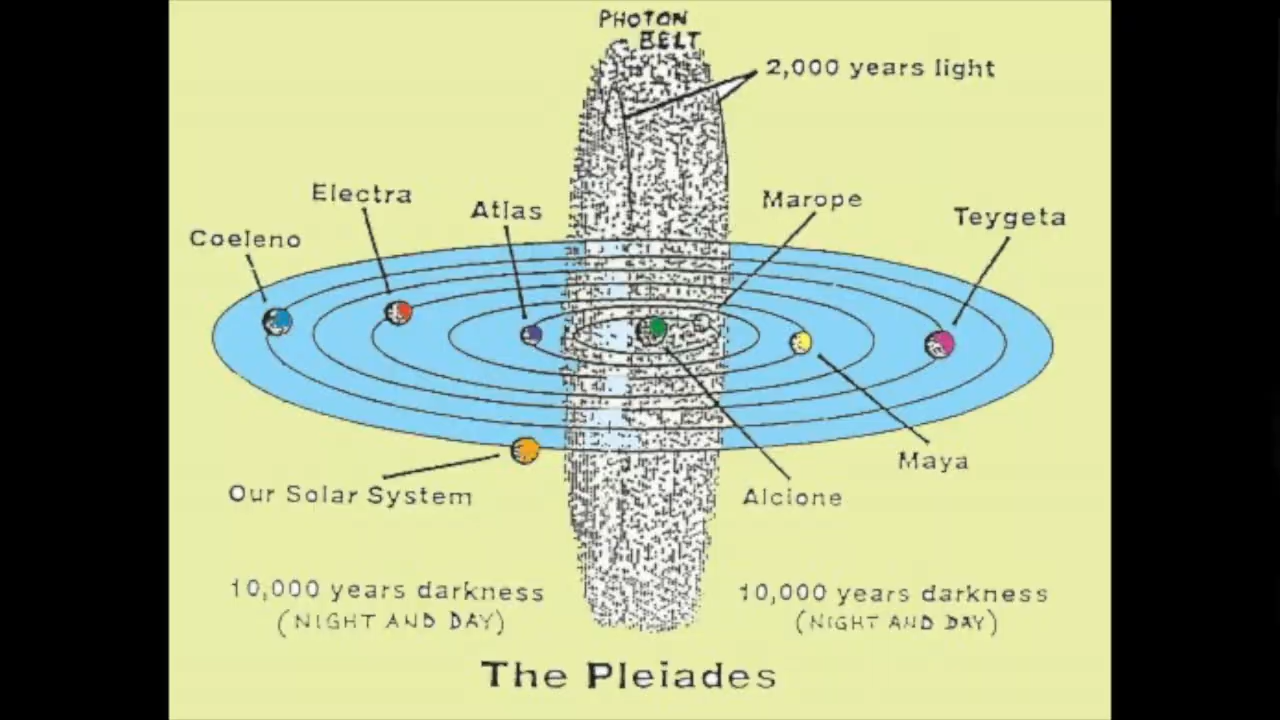 PHOTON
BELT
2,000 years light
Electra
Atlas
Marope
Teygeta
Coeleno
Maya
Our Solar System
Alcione
10,000 years darkness
(NIGHT AND DAY)
10,000 years darkness
(NIGHT AND DAY)
The Pleiades